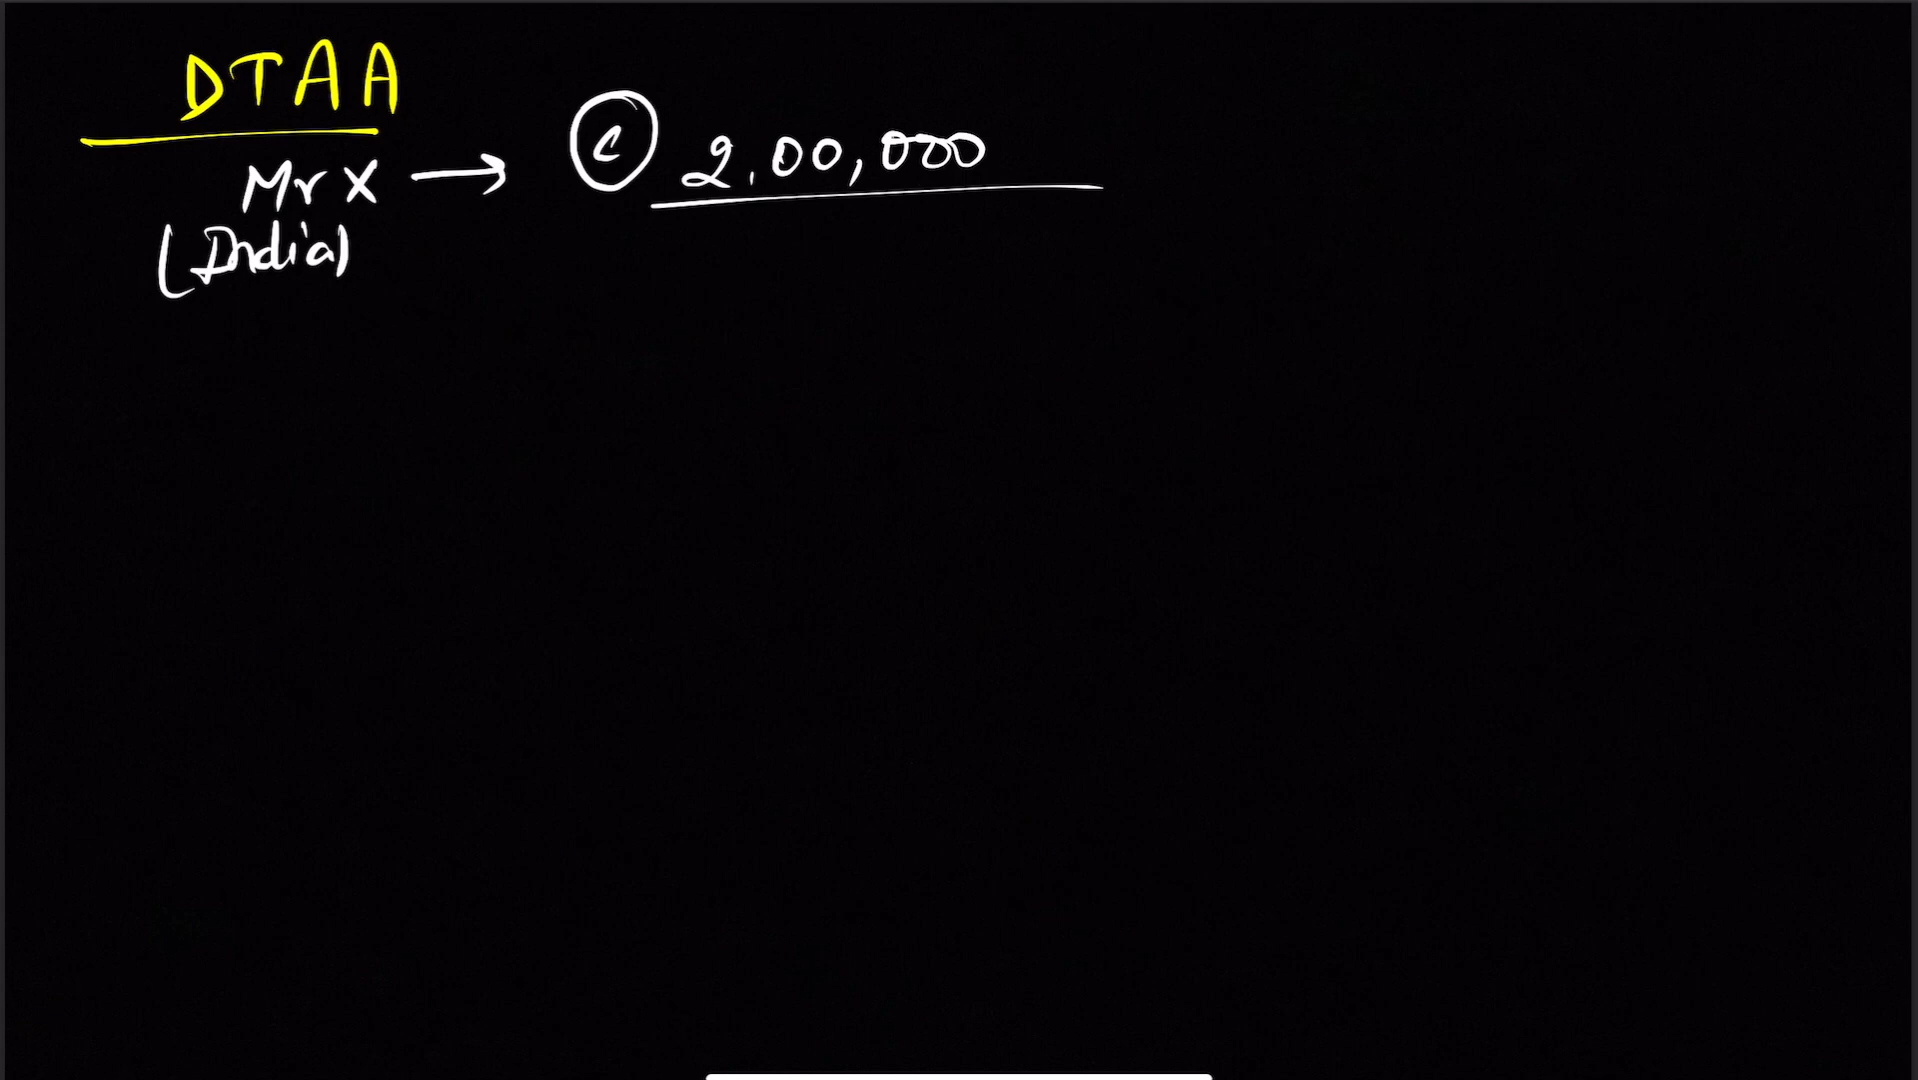 DTAA
Mr X → C 2,00,000
(India)